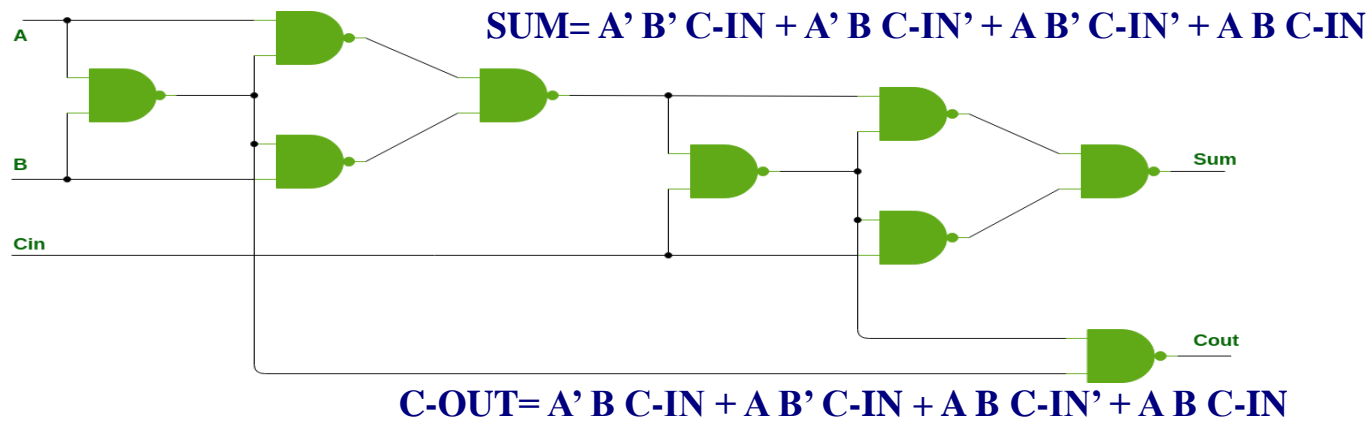 SUM= A’ B’ C-IN + A’ B C-IN’ + A B’ C-IN’ + A B C-IN
A
B
Sum
Cin
Cout
C-OUT= A’ B C-IN + A B’ C-IN + A B C-IN’ + A B C-IN